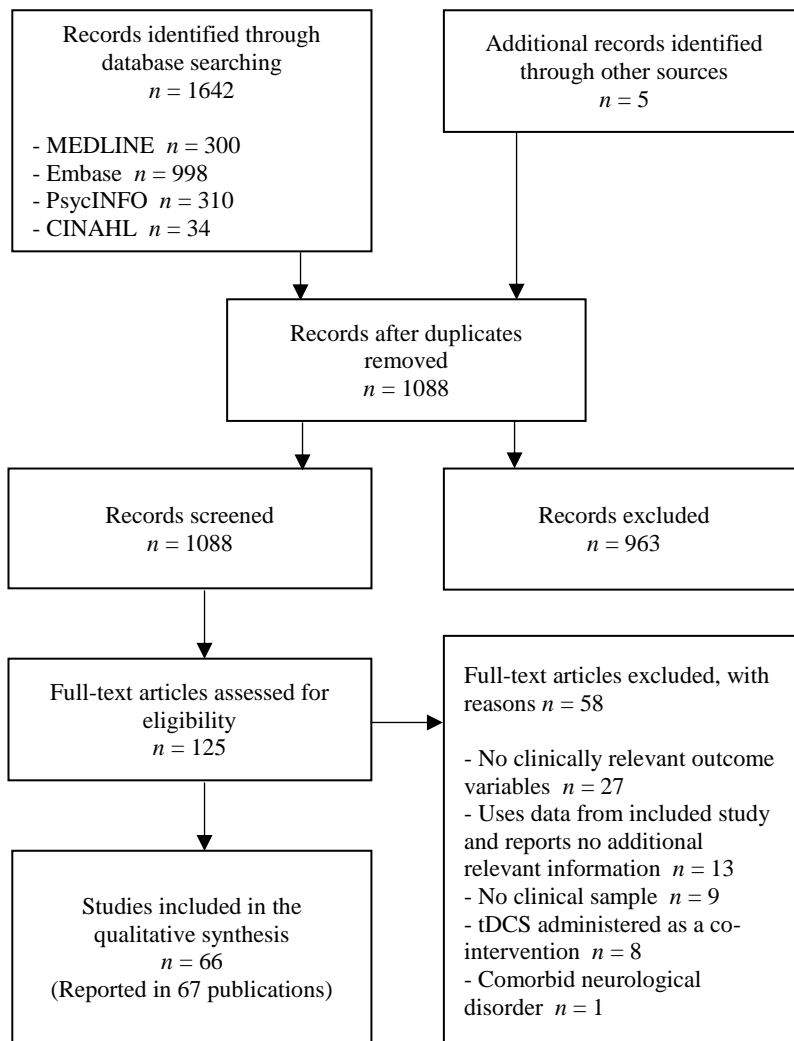 Records identified through
database searching
n = 1642
- MEDLINE n = 300
- Embase n = 998
- PsycINFO n = 310
- CINAHL n = 34
Additional records identified
through other sources
n = 5
Records after duplicates
removed
n = 1088
Records screened
n = 1088
Records excluded
n = 963
Full-text articles assessed for
eligibility
n = 125
Full-text articles excluded, with
reasons n = 58
- No clinically relevant outcome
variables n = 27
- Uses data from included study
and reports no additional
relevant information n = 13
- No clinical sample n = 9
- tDCS administered as a co-
intervention n = 8
- Comorbid neurological
disorder n = 1
Studies included in the
qualitative synthesis
n = 66
(Reported in 67 publications)